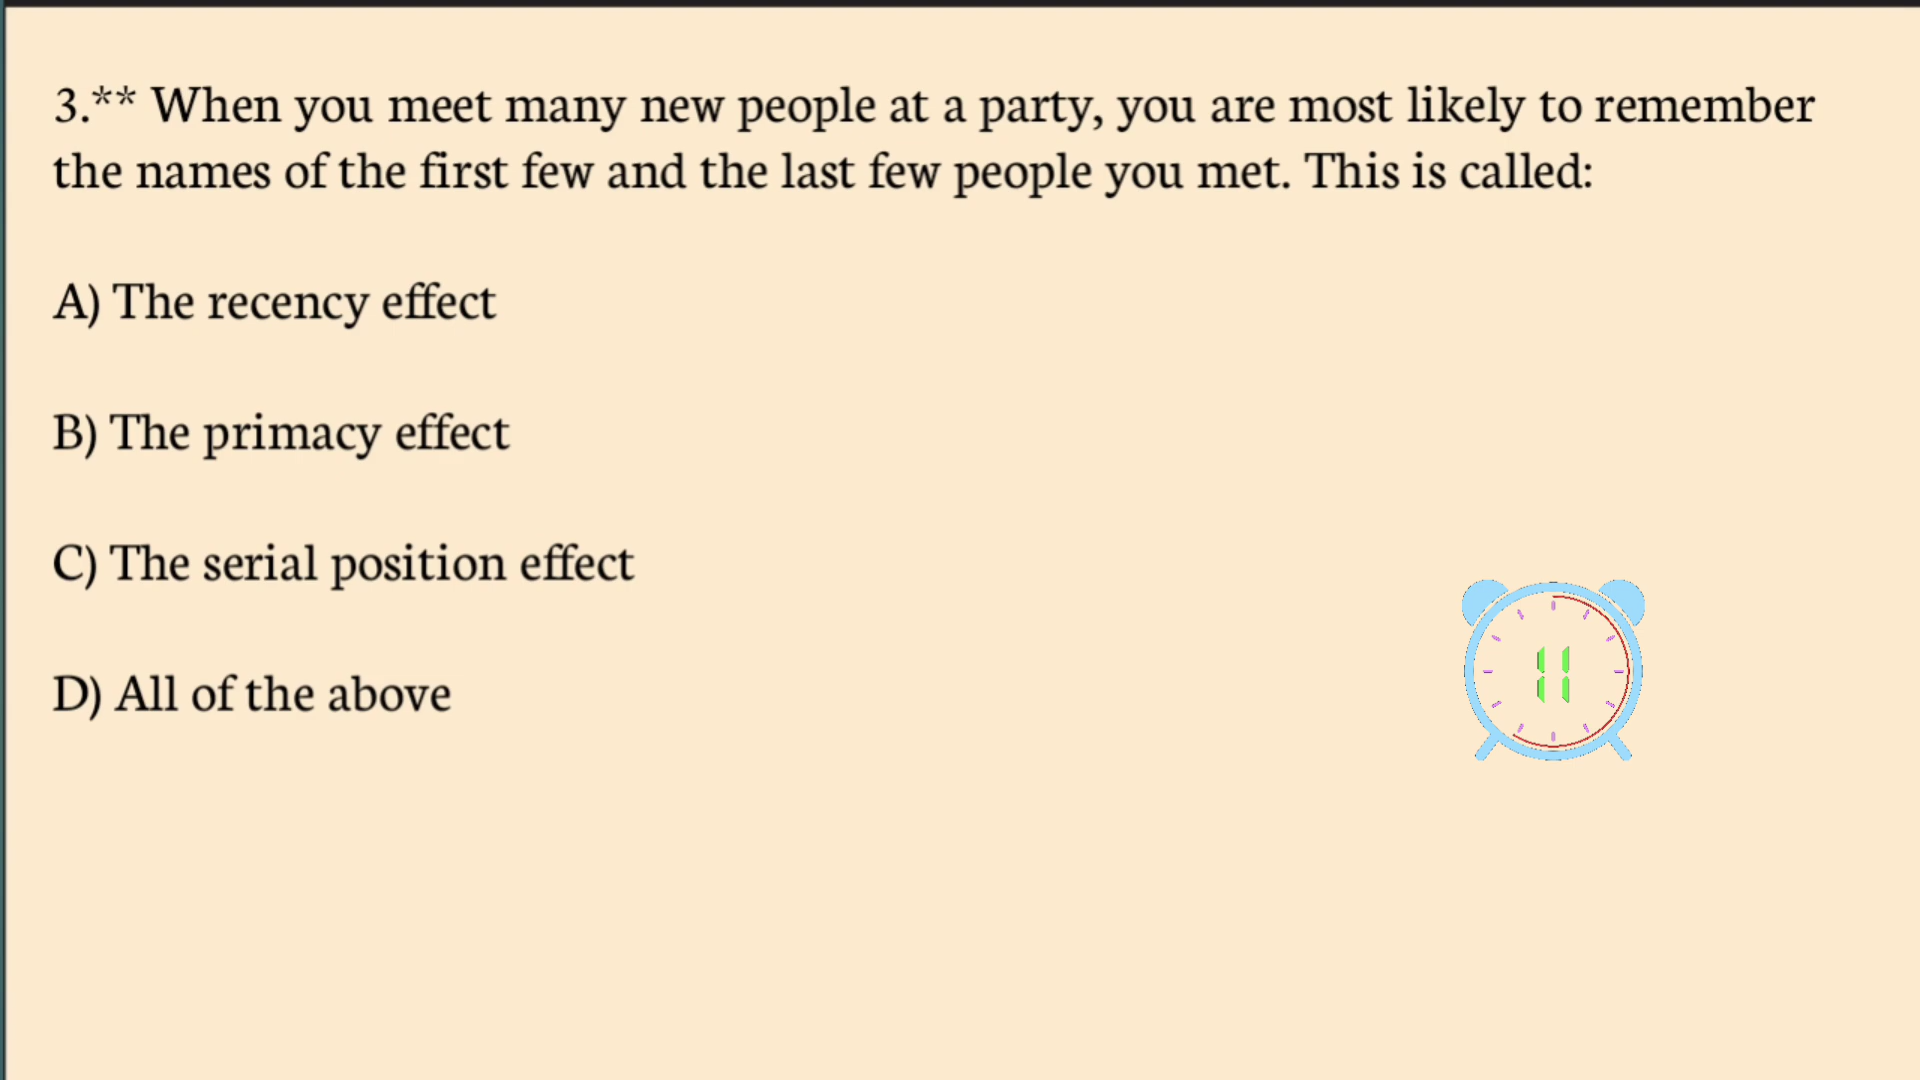 3.** When you meet many new people at a party, you are most likely to remember
the names of the first few and the last few people you met. This is called:
A) The recency effect
B) The primacy effect
C) The serial position effect
D) All of the above
11